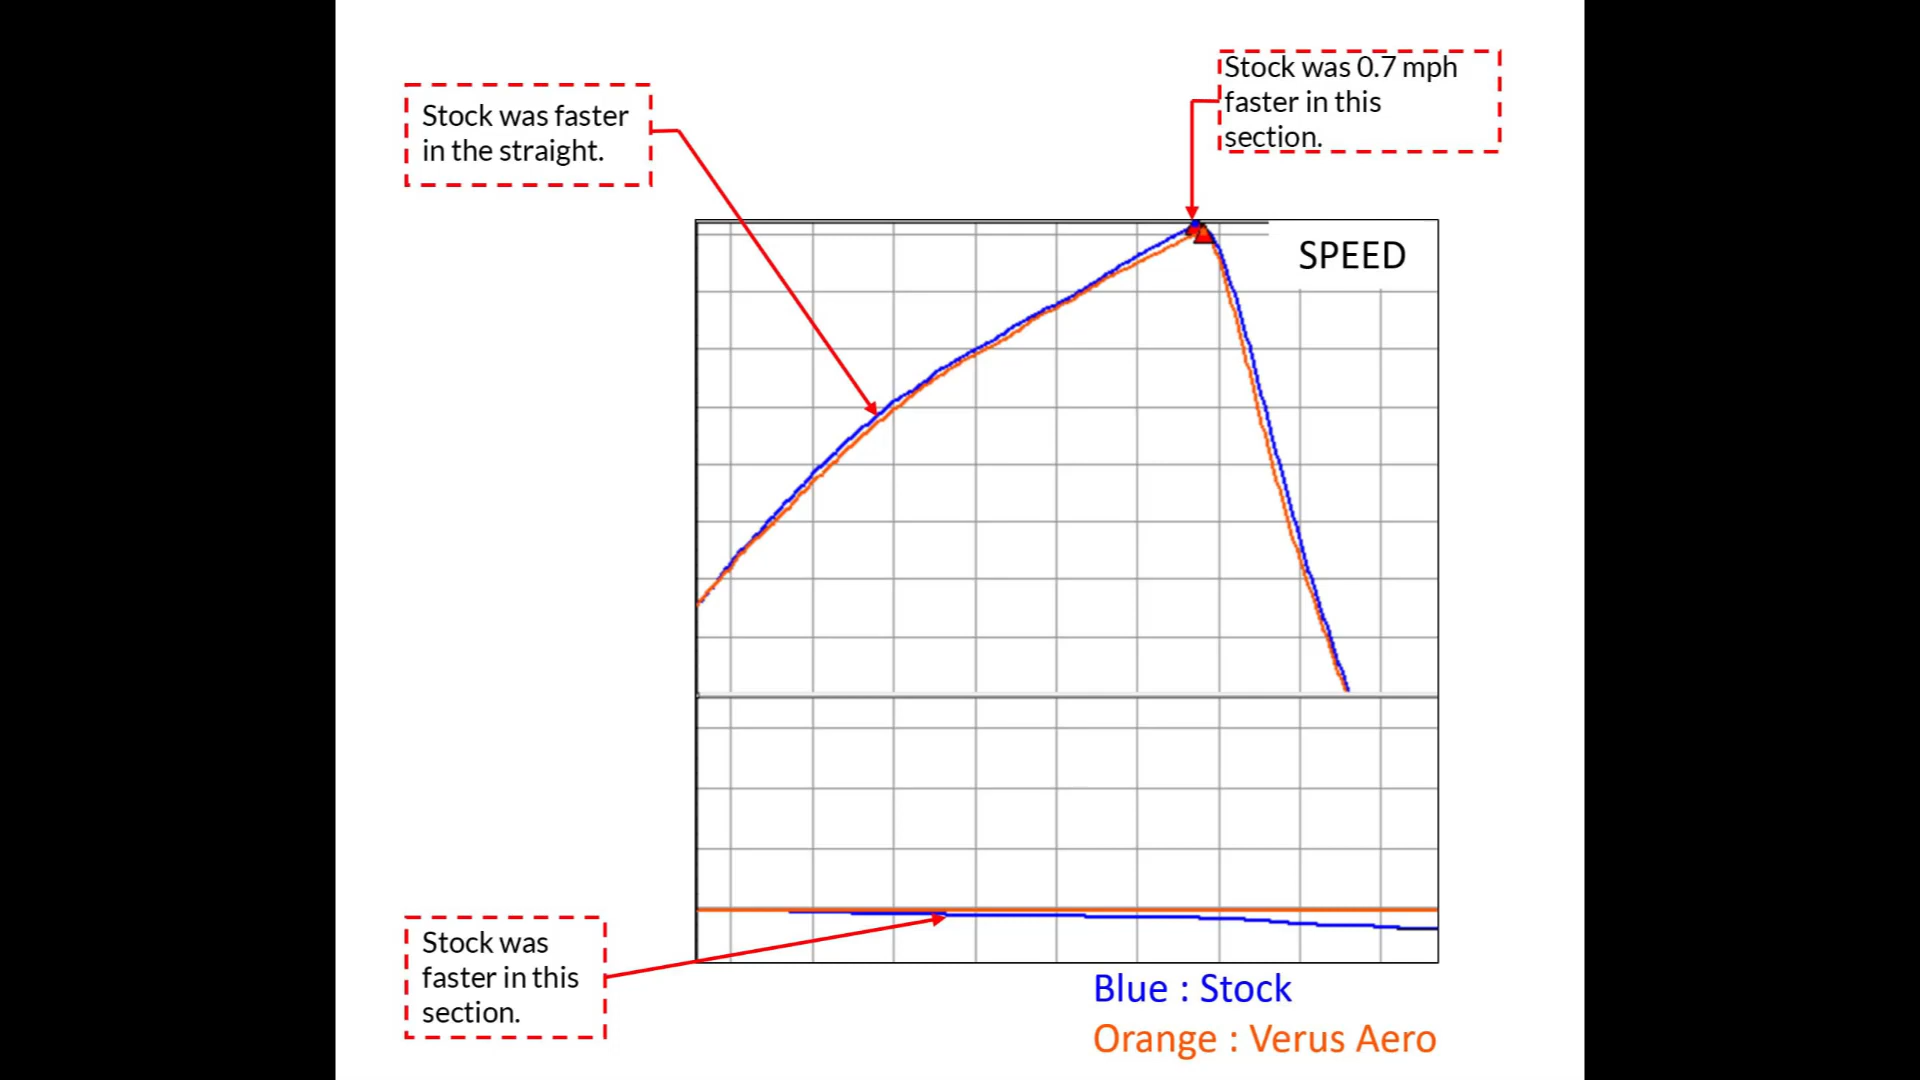 Stock was 0.7 mph
faster in this
section.
Stock was faster
in the straight.
SPEED
Stock was
faster in this
section.
Blue : Stock
Orange : Verus Aero